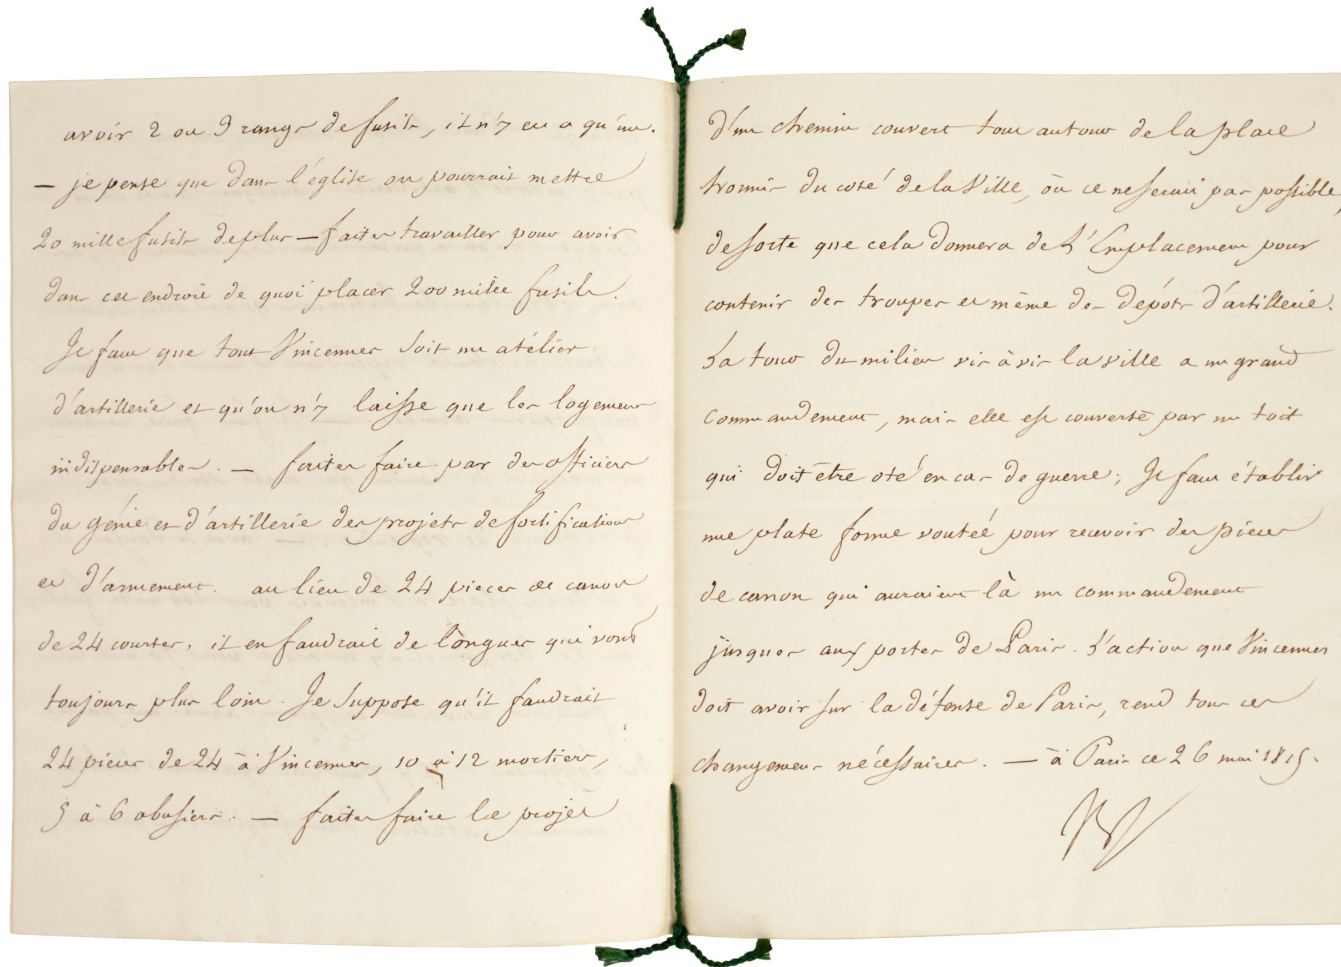 avoir 2 ou 3 rangs de fusils, il n'y en a qu'un.
— je pense que dans l'église on pourrait mettre
20 mille fusils de plus — faites travailler pour avoir
dans cet endroit de quoi placer 200 mille fusils.
Il faut que tout Vincennes soit un atélier
d'artillerie et qu'on n'y laisse que les logemens
indispensables. — faites faire par des officiers
du génie et d'artillerie des projets de fortifications
et d'armement. au lieu de 24 pieces de canon
de 24 courtes, il en faudrait de longues qui vont
toujours plus loin. Je suppose qu'il faudrait
24 pièces de 24 à Vincennes, 10 à 12 mortiers,
5 à 6 obusiers. — faites faire le projet
d'un chemin couvert tout autour de la place
hormis du coté de la Ville, où ce ne serait pas possible,
de sorte que cela donnera de l'Emplacement pour
contenir des troupes et même des dépôts d'artillerie.
La tour du milieu vis à vis la ville a un grand
commandement, mais elle est couverte par un toit
qui doit être oté en cas de guerre; Il faut établir
une plate forme voutée pour recevoir des pièces
de canon qui auraient là un commandement
jusques aux portes de Paris. L'action que Vincennes
doit avoir sur la défense de Paris, rend tous ces
changemens nécessaires. — à Paris ce 26 mai 1815.